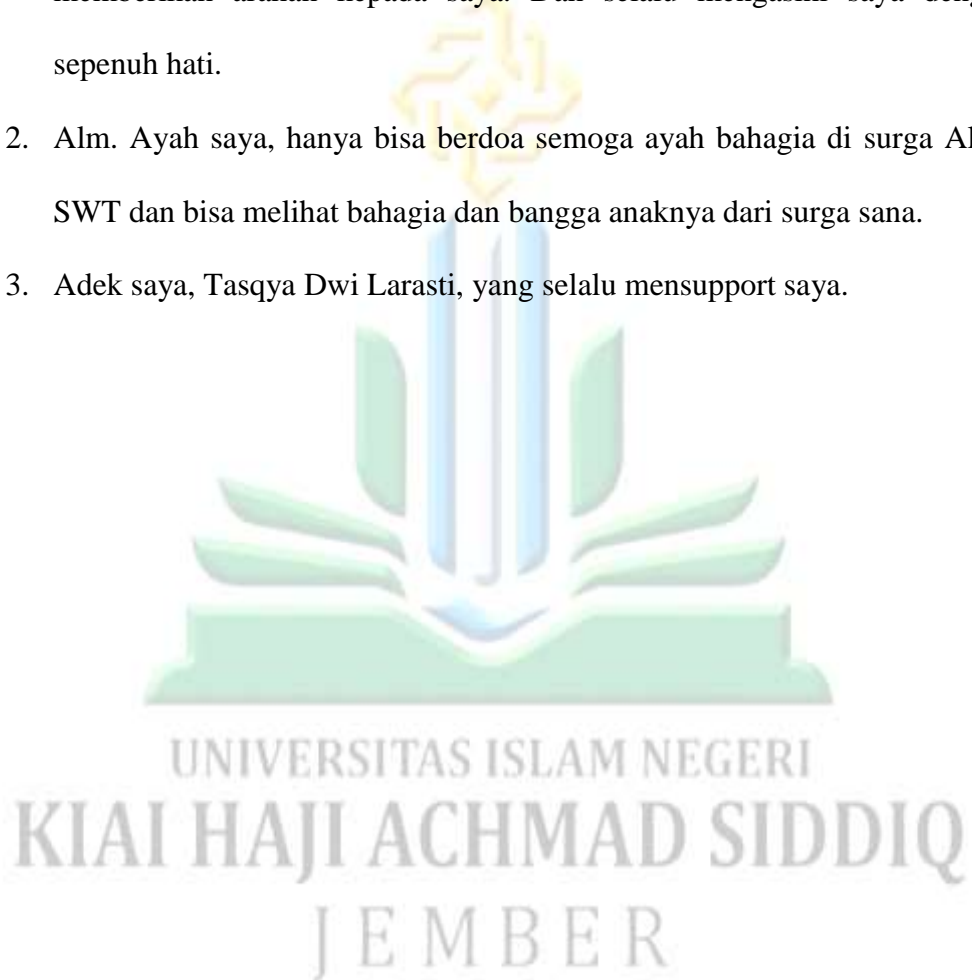 sepenuh hati.
2. Alm. Ayah saya, hanya bisa berdoa semoga ayah bahagia di surga
SWT dan bisa melihat bahagia dan bangga anaknya dari surga sana.
3. Adek saya, Tasqya Dwi Larasti, yang selalu mensupport saya.
UNIVERSITAS ISLAM NEGERI
KIAI HAJI ACHMAD SIDDIQ
JEMBER